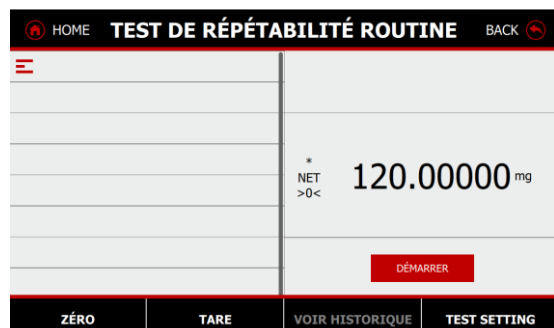 HOME TEST DE RÉPÉTABILITÉ ROUTINE BACK
*
NET 120.00000 mg
>0<
DÉMARRER
ZÉRO TARE VOIR HISTORIQUE TEST SETTING